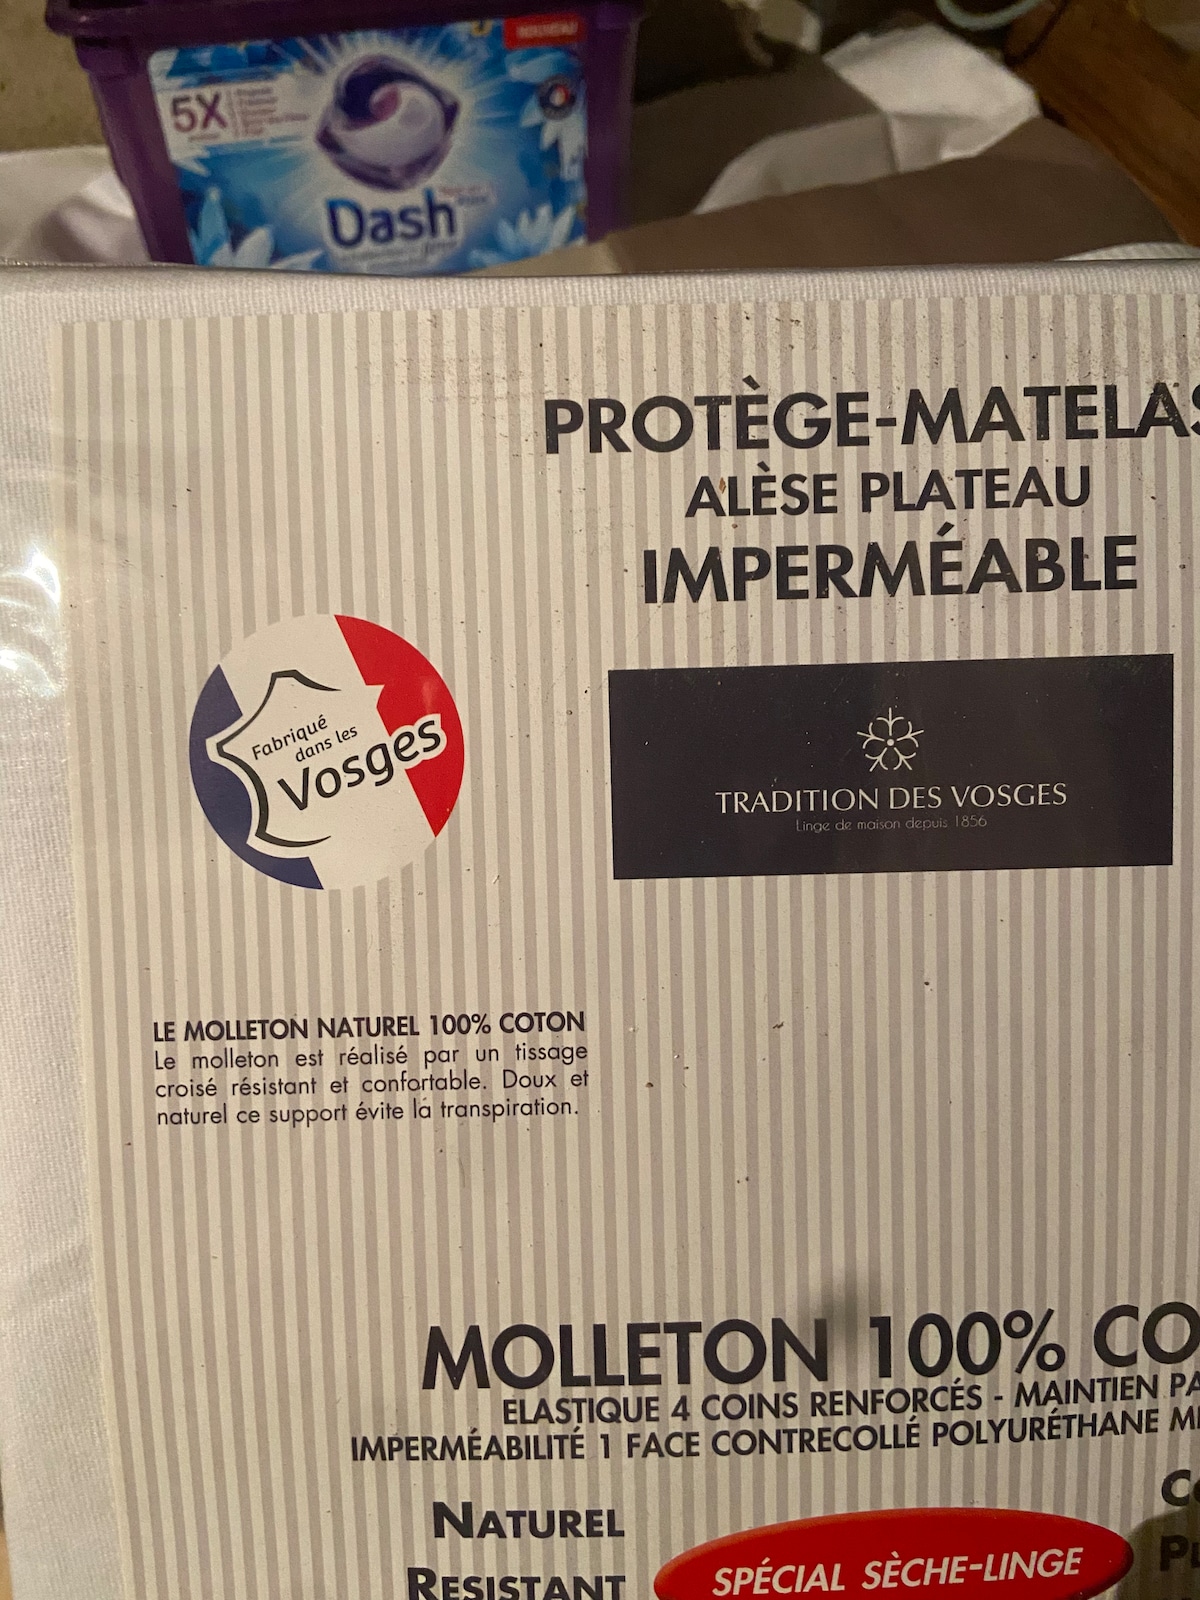 NOUVEAU
5X
Dash
PROTÈGE-MATELAS
ALÈSE PLATEAU
IMPERMÉABLE
Fabriqué
dans les
Vosges
TRADITION DES VOSGES
Linge de maison depuis 1856
LE MOLLETON NATUREL 100% COTON
Le molleton est réalisé par un tissage
croisé résistant et confortable. Doux et
naturel ce support évite la transpiration.
MOLLETON 100% CO
ELASTIQUE 4 COINS RENFORCÉS - MAINTIEN PA
IMPERMÉABILITÉ 1 FACE CONTRECOLLÉ POLYURÉTHANE MI
NATUREL
RESISTANT
SPÉCIAL SÈCHE-LINGE